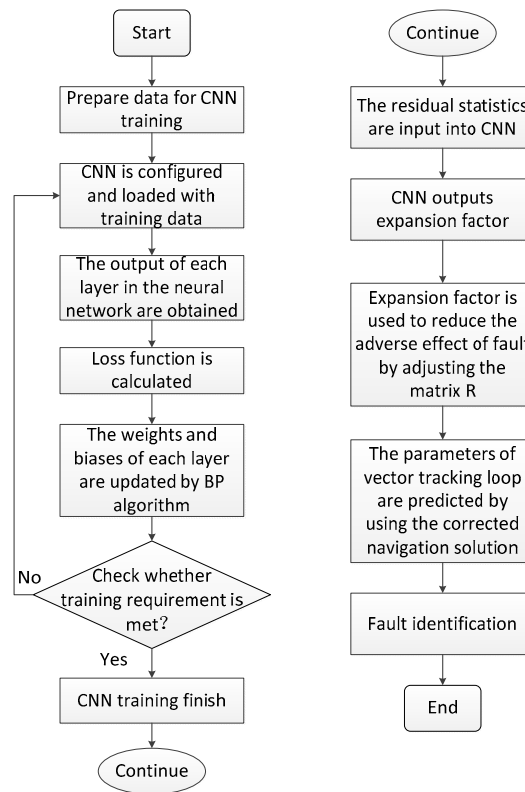 Start
Prepare data for CNN
training
CNN is configured
and loaded with
training data
The output of each
layer in the neural
network are obtained
Loss function is
calculated
The weights and
biases of each layer
are updated by BP
algorithm
No
Check whether
training requirement is
met?
Yes
CNN training finish
Continue
Continue
The residual statistics
are input into CNN
CNN outputs
expansion factor
Expansion factor is
used to reduce the
adverse effect of fault
by adjusting the
matrix R
The parameters of
vector tracking loop
are predicted by
using the corrected
navigation solution
Fault identification
End